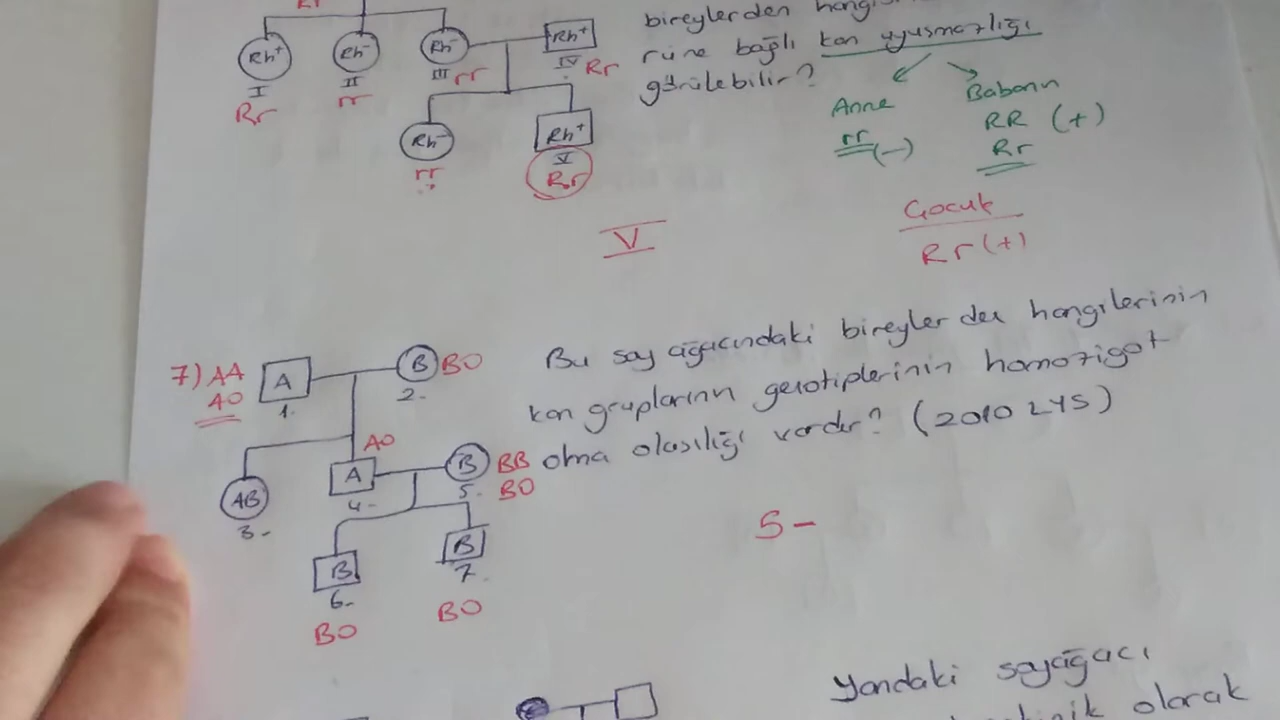 bireylerden
Rh+ Rh- Rh- Rh+
rüne bağlı kan uyuşmazlığı
I II III rr IV Rr
görülebilir?
Rr rr
Anne Babanın
rr (-) RR (+)
Rr
Rh- Rh+
rr V
Rr
Çocuk
V
Rr (+)
7) AA A B BO
AO 1. 2.
Bu soy ağacındaki bireylerden hangilerinin
kan gruplarının genotiplerinin homozigot
olma olasılığı vardır? (2010 LYS)
AO
AB A B BB
3- 4- 5. BO
5-
B B
6- 7.
BO BO
Yandaki soyağacı
olarak